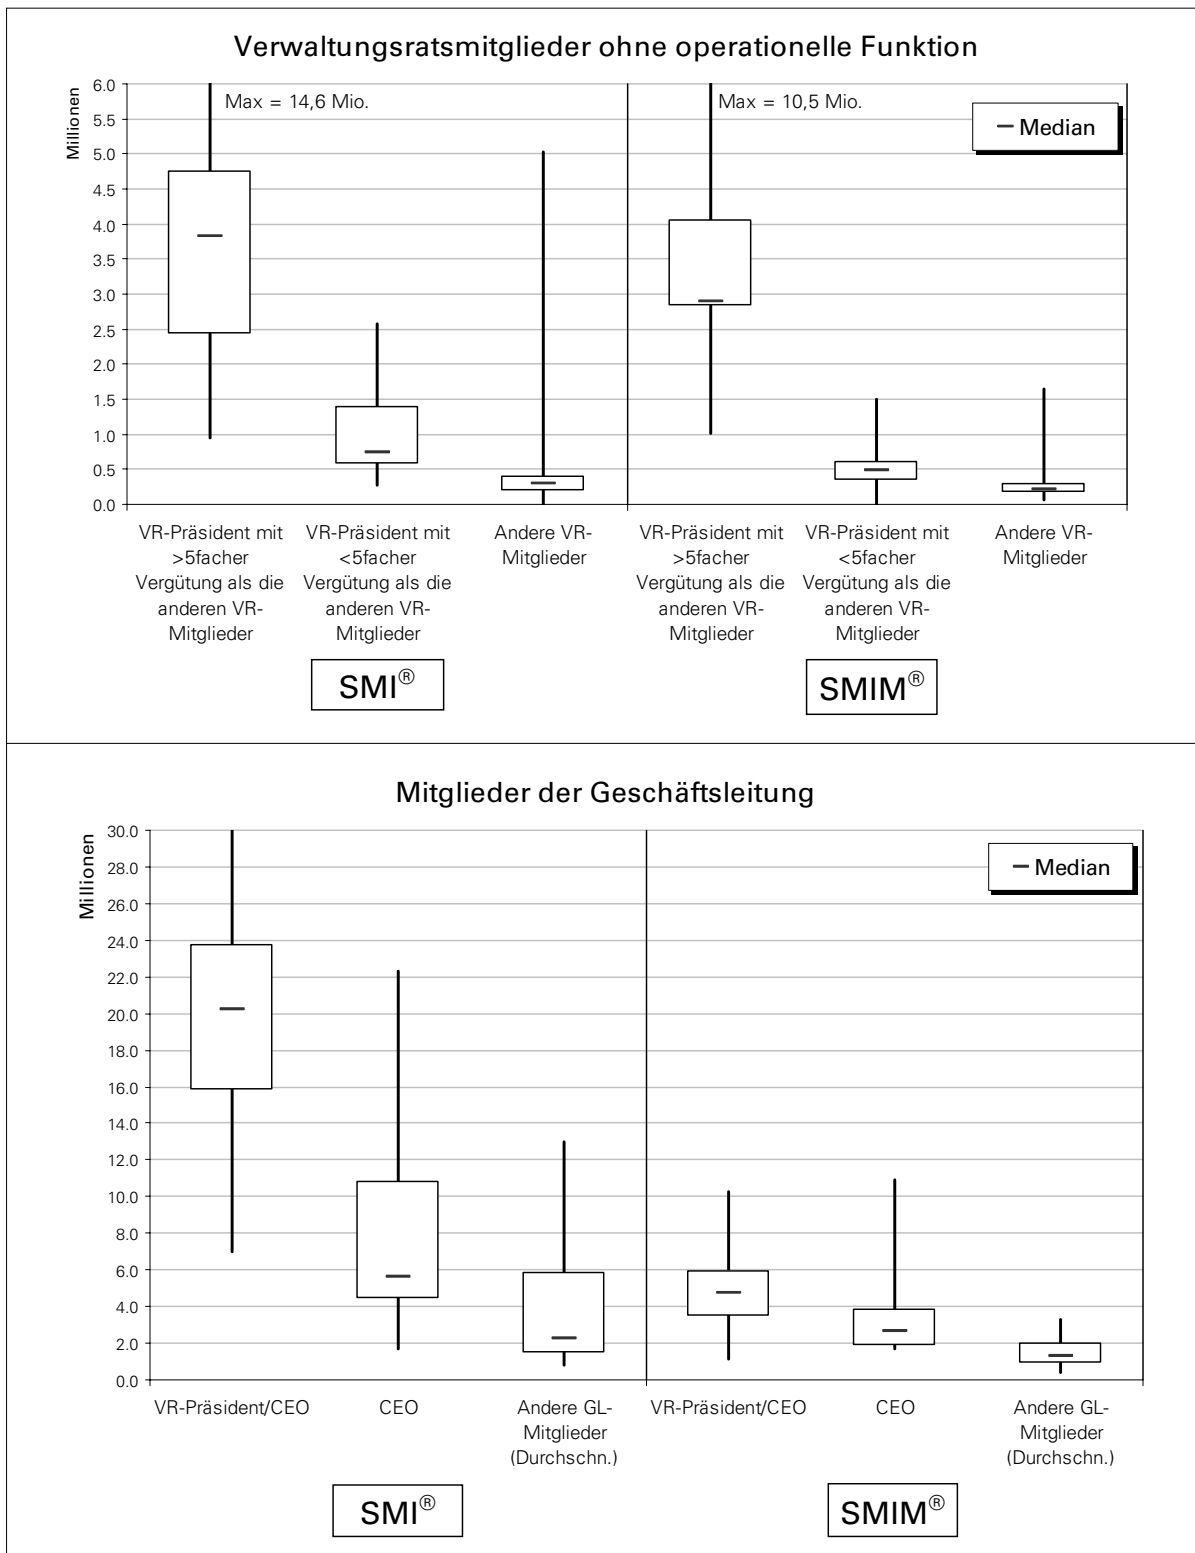 Verwaltungsratsmitglieder ohne operationelle Funktion
Millionen
6.0
5.5
5.0
4.5
4.0
3.5
3.0
2.5
2.0
1.5
1.0
0.5
0.0
Max = 14,6 Mio.
Max = 10,5 Mio.
Median
VR-Präsident mit
>5facher
Vergütung als die
anderen VR-
Mitglieder
VR-Präsident mit
<5facher
Vergütung als die
anderen VR-
Mitglieder
Andere VR-
Mitglieder
VR-Präsident mit
>5facher
Vergütung als die
anderen VR-
Mitglieder
VR-Präsident mit
<5facher
Vergütung als die
anderen VR-
Mitglieder
Andere VR-
Mitglieder
SMI®
SMIM®
Mitglieder der Geschäftsleitung
Millionen
30.0
28.0
26.0
24.0
22.0
20.0
18.0
16.0
14.0
12.0
10.0
8.0
6.0
4.0
2.0
0.0
Median
VR-Präsident/CEO
CEO
Andere GL-
Mitglieder
(Durchschn.)
VR-Präsident/CEO
CEO
Andere GL-
Mitglieder
(Durchschn.)
SMI®
SMIM®